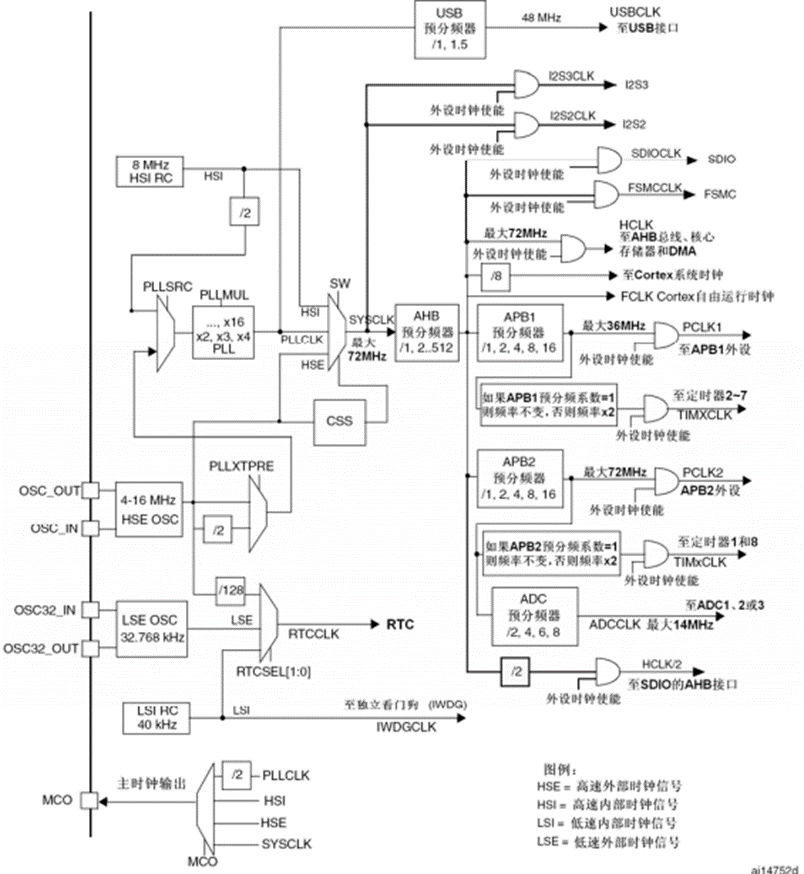 USB
预分频器
/1, 1.5
48 MHz
USBCLK
至USB接口
I2S3CLK
I2S3
外设时钟使能
I2S2CLK
I2S2
外设时钟使能
8 MHz
HSI RC
HSI
/2
SDIOCLK
SDIO
外设时钟使能
FSMCCLK
FSMC
外设时钟使能
最大72MHz
外设时钟使能
HCLK
至AHB总线、核心
存储器和DMA
/8
至Cortex系统时钟
FCLK Cortex自由运行时钟
PLLSRC
PLLMUL
..., x16
x2, x3, x4
PLL
SW
HSI
PLLCLK
HSE
SYSCLK
最大
72MHz
AHB
预分频器
/1, 2..512
APB1
预分频器
/1, 2, 4, 8, 16
最大36MHz
外设时钟使能
PCLK1
至APB1外设
如果APB1预分频系数=1
则频率不变，否则频率x2
至定时器2~7
TIMXCLK
外设时钟使能
CSS
PLLXTPRE
OSC_OUT
OSC_IN
4-16 MHz
HSE OSC
/2
APB2
预分频器
/1, 2, 4, 8, 16
最大72MHz
外设时钟使能
PCLK2
APB2外设
如果APB2预分频系数=1
则频率不变，否则频率x2
至定时器1和8
TIMxCLK
外设时钟使能
/128
OSC32_IN
OSC32_OUT
LSE OSC
32.768 kHz
LSE
RTCCLK
RTC
RTCSEL[1:0]
ADC
预分频器
/2, 4, 6, 8
至ADC1、2或3
ADCCLK 最大14MHz
/2
HCLK/2
至SDIO的AHB接口
外设时钟使能
LSI RC
40 kHz
LSI
至独立看门狗 (IWDG)
IWDGCLK
MCO
主时钟输出
/2
PLLCLK
HSI
HSE
SYSCLK
MCO
图例：
HSE = 高速外部时钟信号
HSI = 高速内部时钟信号
LSI = 低速内部时钟信号
LSE = 低速外部时钟信号
ai14752d